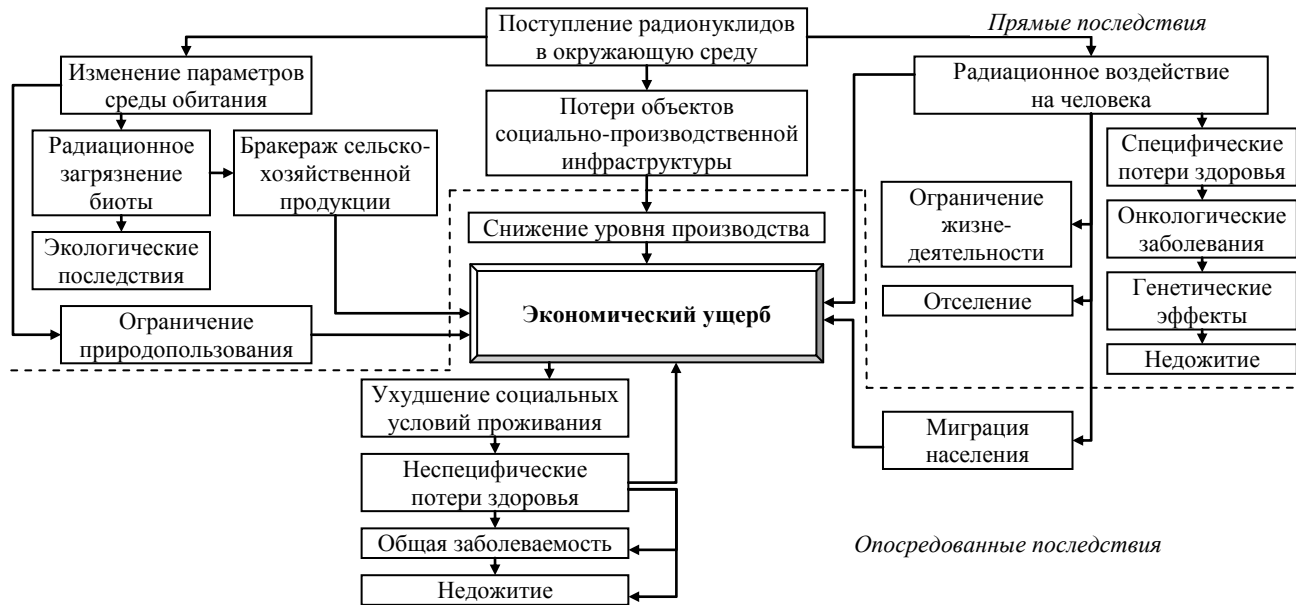 Поступление радионуклидов
в окружающую среду
Прямые последствия
Изменение параметров
среды обитания
Потери объектов
социально-производственной
инфраструктуры
Радиационное воздействие
на человека
Радиационное
загрязнение
биоты
Бракераж сельско-
хозяйственной
продукции
Специфические
потери здоровья
Ограничение
жизне-
деятельности
Снижение уровня производства
Онкологические
заболевания
Экологические
последствия
Экономический ущерб
Отселение
Генетические
эффекты
Ограничение
природопользования
Недожитие
Ухудшение социальных
условий проживания
Миграция
населения
Неспецифические
потери здоровья
Общая заболеваемость
Опосредованные последствия
Недожитие